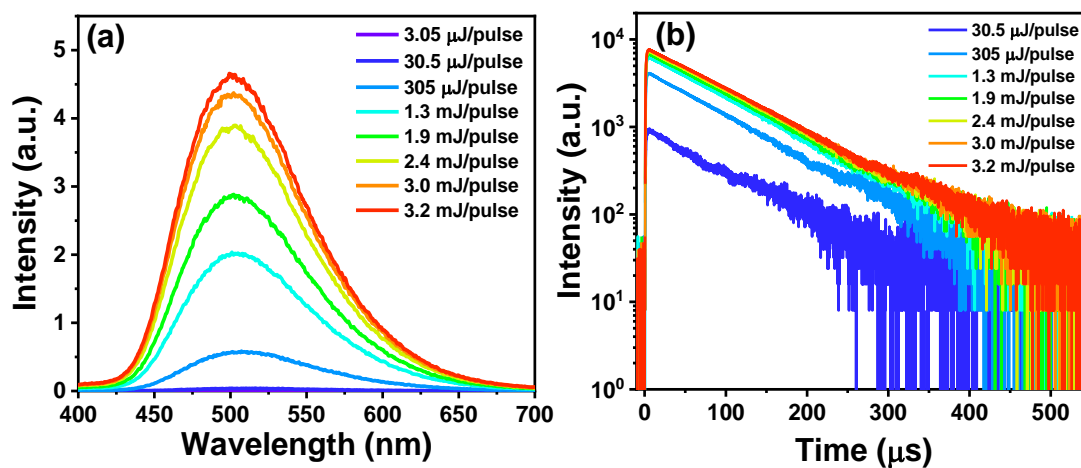 (a)
3.05 μJ/pulse
30.5 μJ/pulse
305 μJ/pulse
1.3 mJ/pulse
1.9 mJ/pulse
2.4 mJ/pulse
3.0 mJ/pulse
3.2 mJ/pulse
5
4
3
2
1
0
Intensity (a.u.)
400 450 500 550 600 650 700
Wavelength (nm)
(b)
30.5 μJ/pulse
305 μJ/pulse
1.3 mJ/pulse
1.9 mJ/pulse
2.4 mJ/pulse
3.0 mJ/pulse
3.2 mJ/pulse
10⁴
10³
10²
10¹
10⁰
Intensity (a.u.)
0 100 200 300 400 500
Time (μs)